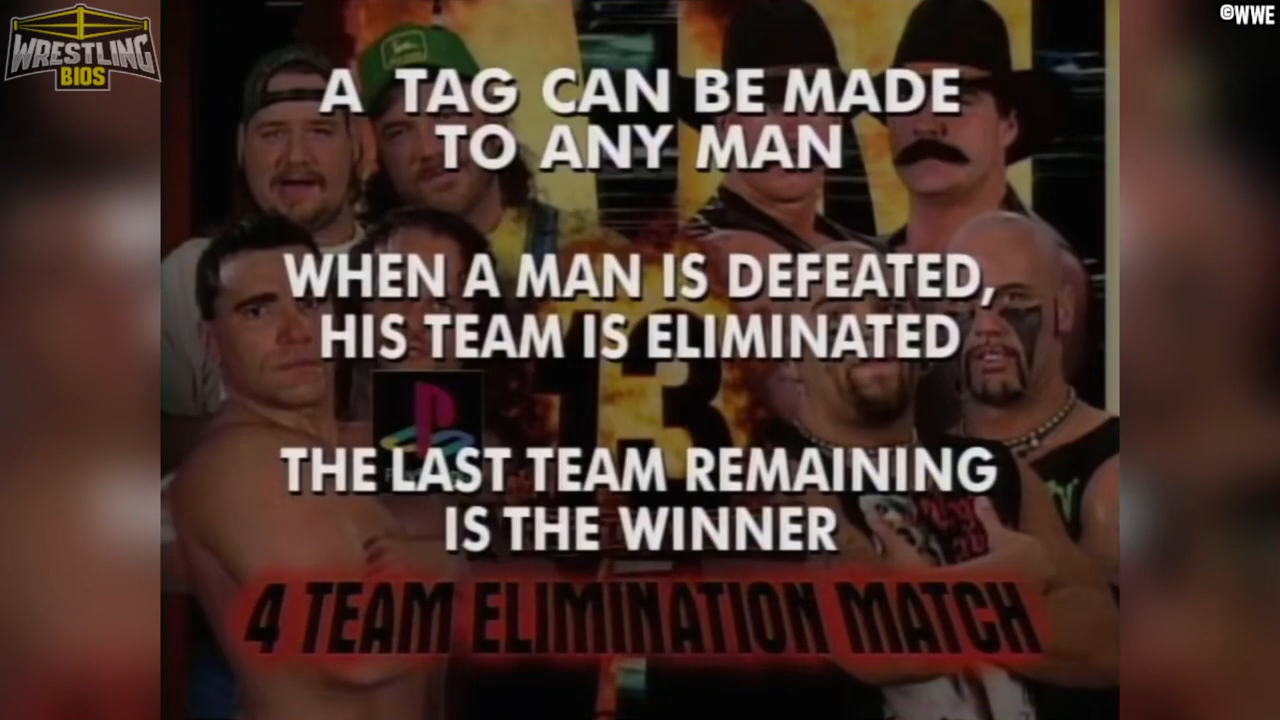 WRESTLING
BIOS
©WWE
A TAG CAN BE MADE
TO ANY MAN
WHEN A MAN IS DEFEATED,
HIS TEAM IS ELIMINATED
13
THE LAST TEAM REMAINING
IS THE WINNER
4 TEAM ELIMINATION MATCH